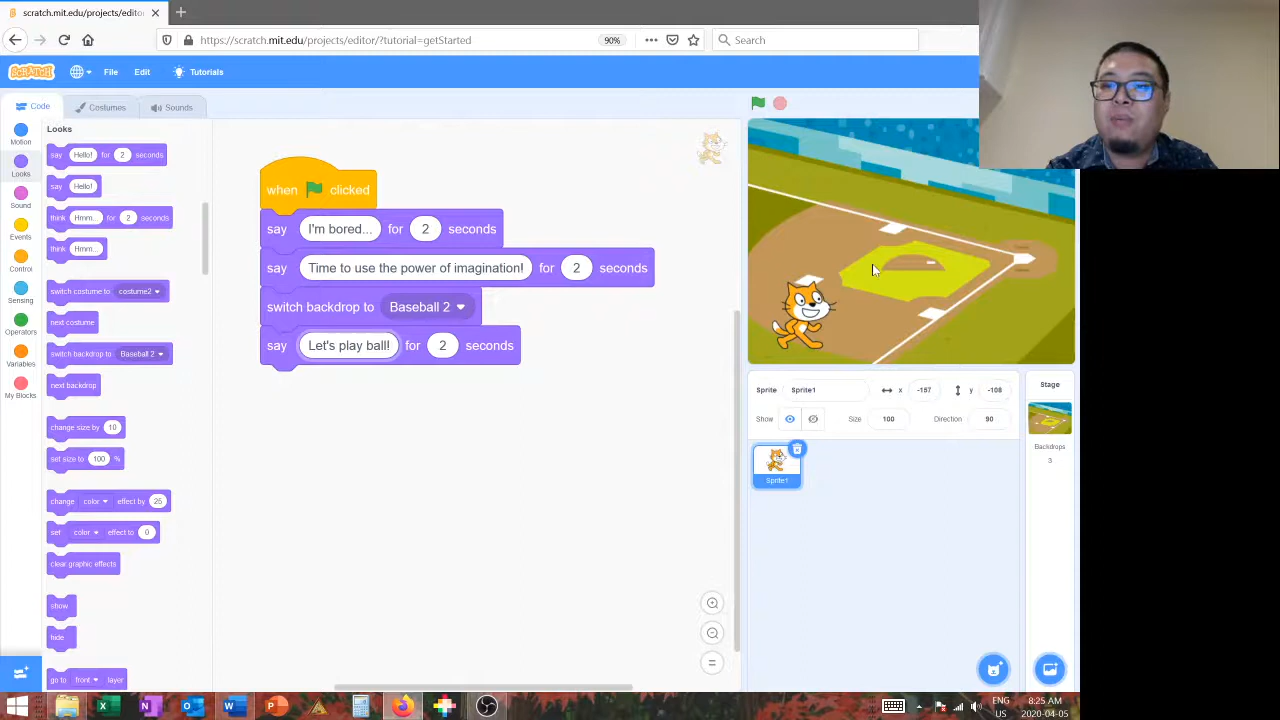 scratch.mit.edu/projects/editor/
https://scratch.mit.edu/projects/editor/?tutorial=getStarted
90%
Search
SCRATCH
File
Edit
Tutorials
Code
Costumes
Sounds
Motion
Looks
Sound
Events
Control
Sensing
Operators
Variables
My Blocks
Looks
say Hello! for 2 seconds
say Hello!
think Hmm... for 2 seconds
think Hmm...
switch costume to costume2
next costume
switch backdrop to Baseball 2
next backdrop
change size by 10
set size to 100 %
change color effect by 25
set color effect to 0
clear graphic effects
show
hide
go to front layer
when clicked
say I'm bored... for 2 seconds
say Time to use the power of imagination! for 2 seconds
switch backdrop to Baseball 2
say Let's play ball! for 2 seconds
Sprite Sprite1 x -157 y -108
Show Size 100 Direction 90
Sprite1
Stage
Backdrops
3
ENG
US
8:25 AM
2020-04-05